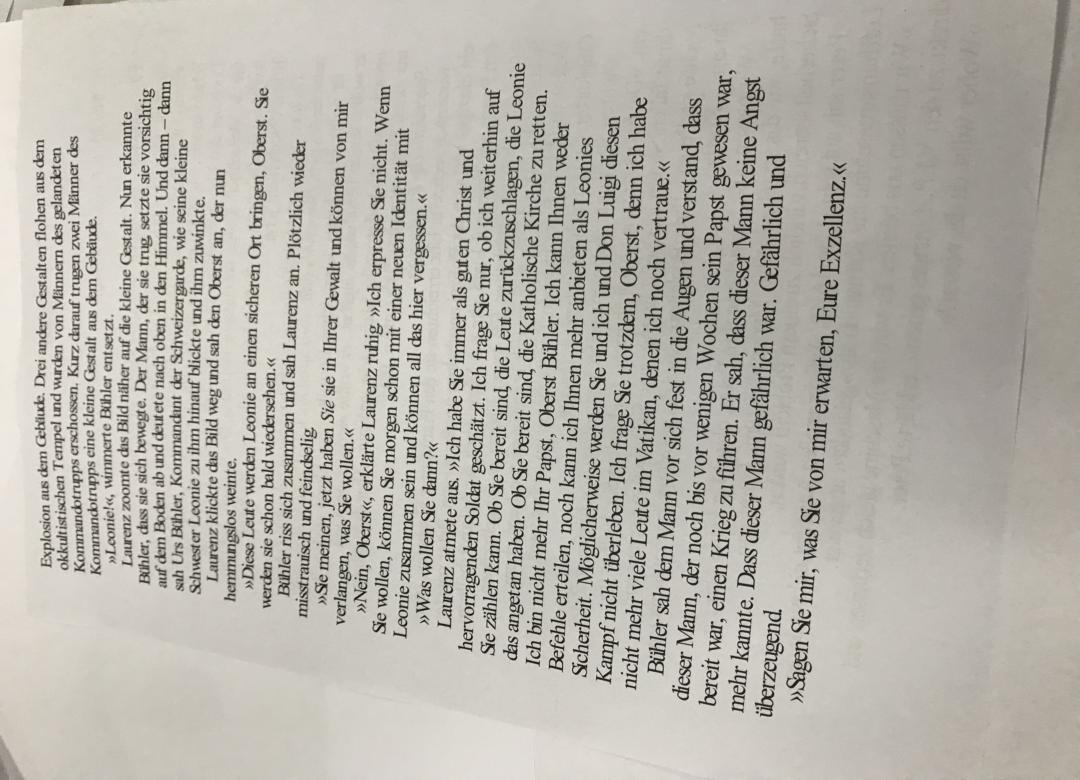 Explosion aus dem Gebäude. Drei andere Gestalten flohen aus dem
okkultistischen Tempel und wurden von Männern des gelandeten
Kommandotrupps erschossen. Kurz darauf trugen zwei Männer des
Kommandotrupps eine kleine Gestalt aus dem Gebäude.
»Leonie!«, wimmerte Bühler entsetzt.
Laurenz zoomte das Bild näher auf die kleine Gestalt. Nun erkannte
Bühler, dass sie sich bewegte. Der Mann, der sie trug, setzte sie vorsichtig
auf dem Boden ab und deutete nach oben in den Himmel. Und dann – dann
sah Urs Bühler, Kommandant der Schweizergarde, wie seine kleine
Schwester Leonie zu ihm hinauf blickte und ihm zuwinkte.
Laurenz klickte das Bild weg und sah den Oberst an, der nun
hemmungslos weinte.
»Diese Leute werden Leonie an einen sicheren Ort bringen, Oberst. Sie
werden sie schon bald wiedersehen.«
Bühler riss sich zusammen und sah Laurenz an. Plötzlich wieder
misstrauisch und feindselig.
»Sie meinen, jetzt haben Sie sie in Ihrer Gewalt und können von mir
verlangen, was Sie wollen.«
»Nein, Oberst«, erklärte Laurenz ruhig »Ich erpresse Sie nicht. Wenn
Sie wollen, können Sie morgen schon mit einer neuen Identität mit
Leonie zusammen sein und können all das hier vergessen.«
»Was wollen Sie dann?«
Laurenz atmete aus. »Ich habe Sie immer als guten Christ und
hervorragenden Soldat geschätzt. Ich frage Sie nur, ob ich weiterhin auf
Sie zählen kann. Ob Sie bereit sind, die Leute zurückzuschlagen, die Leonie
das angetan haben. Ob Sie bereit sind, die Katholische Kirche zu retten.
Ich bin nicht mehr Ihr Papst, Oberst Bühler. Ich kann Ihnen weder
Befehle erteilen, noch kann ich Ihnen mehr anbieten als Leonies
Sicherheit. Möglicherweise werden Sie und ich und Don Luigi diesen
Kampf nicht überleben. Ich frage Sie trotzdem, Oberst, denn ich habe
nicht mehr viele Leute im Vatikan, denen ich noch vertraue.«
Bühler sah dem Mann vor sich fest in die Augen und verstand, dass
dieser Mann, der noch bis vor wenigen Wochen sein Papst gewesen war,
bereit war, einen Krieg zu führen. Er sah, dass dieser Mann keine Angst
mehr kannte. Dass dieser Mann gefährlich war. Gefährlich und
überzeugend.
»Sagen Sie mir, was Sie von mir erwarten, Eure Exzellenz.«